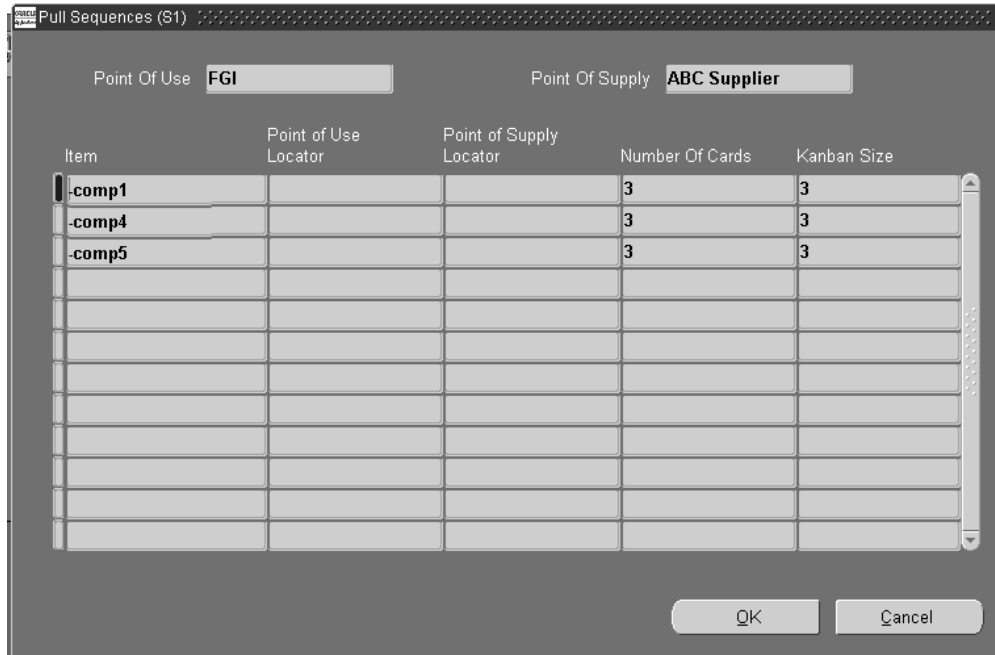 Pull Sequences (S1)
Point Of Use FGI Point Of Supply ABC Supplier
Item Point of Use Locator Point of Supply Locator Number Of Cards Kanban Size
-comp1 3 3
-comp4 3 3
-comp5 3 3
OK Cancel